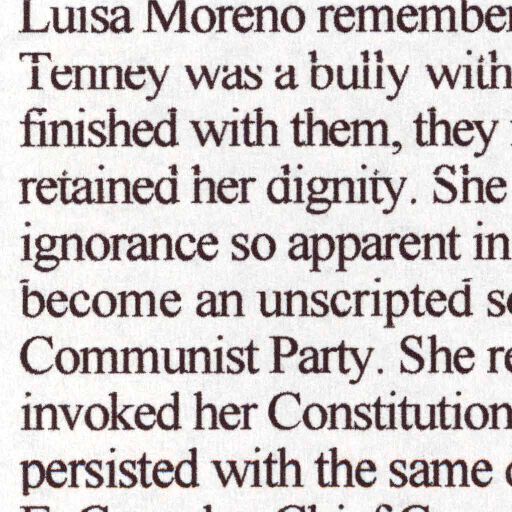 Luisa Moreno remember
Tenney was a bully with
finished with them, they
retained her dignity. She
ignorance so apparent in
become an unscripted s
Communist Party. She re
invoked her Constitution
persisted with the same